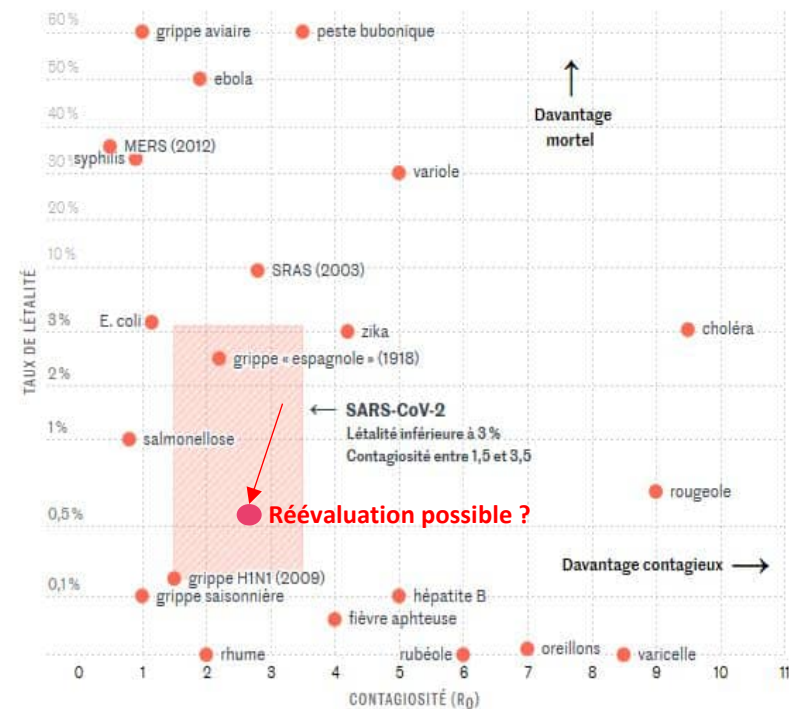 60 %
grippe aviaire
peste bubonique
50 %
ebola
Davantage
mortel
40 %
MERS (2012)
syphilis
30 %
variole
20 %
10 %
SRAS (2003)
TAUX DE LÉTALITÉ
3 %
E. coli
zika
choléra
grippe « espagnole » (1918)
2 %
← SARS-CoV-2
Létalité inférieure à 3 %
Contagiosité entre 1,5 et 3,5
1 %
salmonellose
rougeole
0,5 %
Réévaluation possible ?
Davantage contagieux →
grippe H1N1 (2009)
0,1 %
grippe saisonnière
hépatite B
fièvre aphteuse
rhume
rubéole
oreillons
varicelle
0 1 2 3 4 5 6 7 8 9 10 11
CONTAGIOSITÉ (R0)